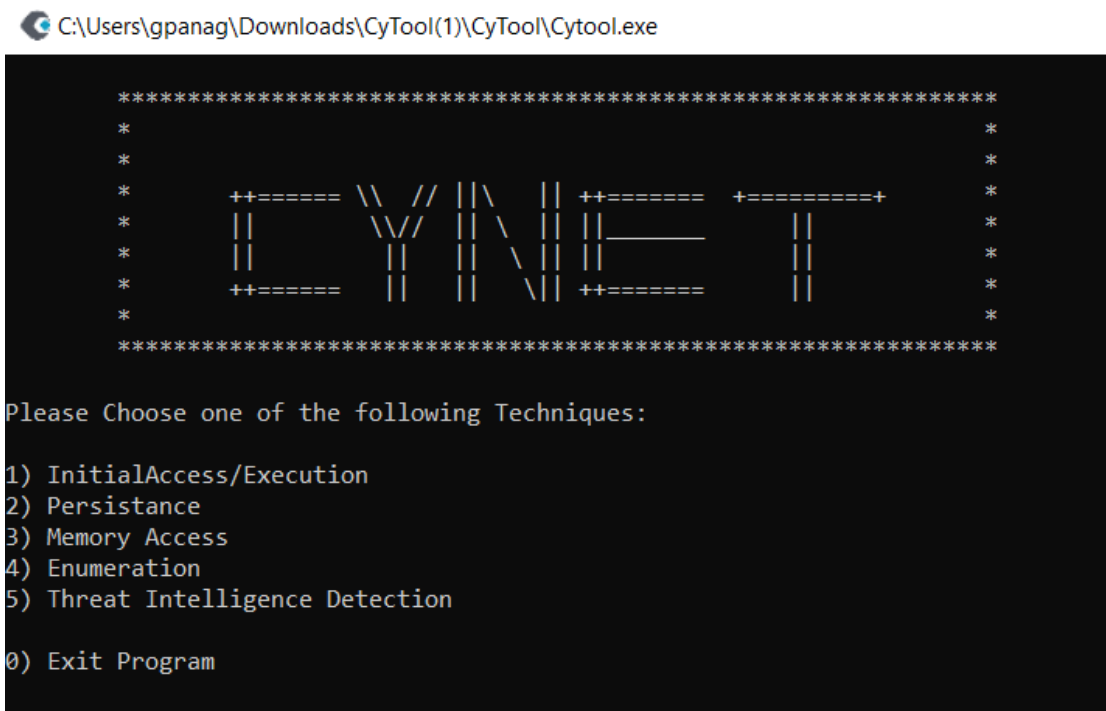 C:\Users\gpanag\Downloads\CyTool(1)\CyTool\Cytool.exe
CYNET
Please Choose one of the following Techniques:
1) InitialAccess/Execution
2) Persistance
3) Memory Access
4) Enumeration
5) Threat Intelligence Detection
0) Exit Program